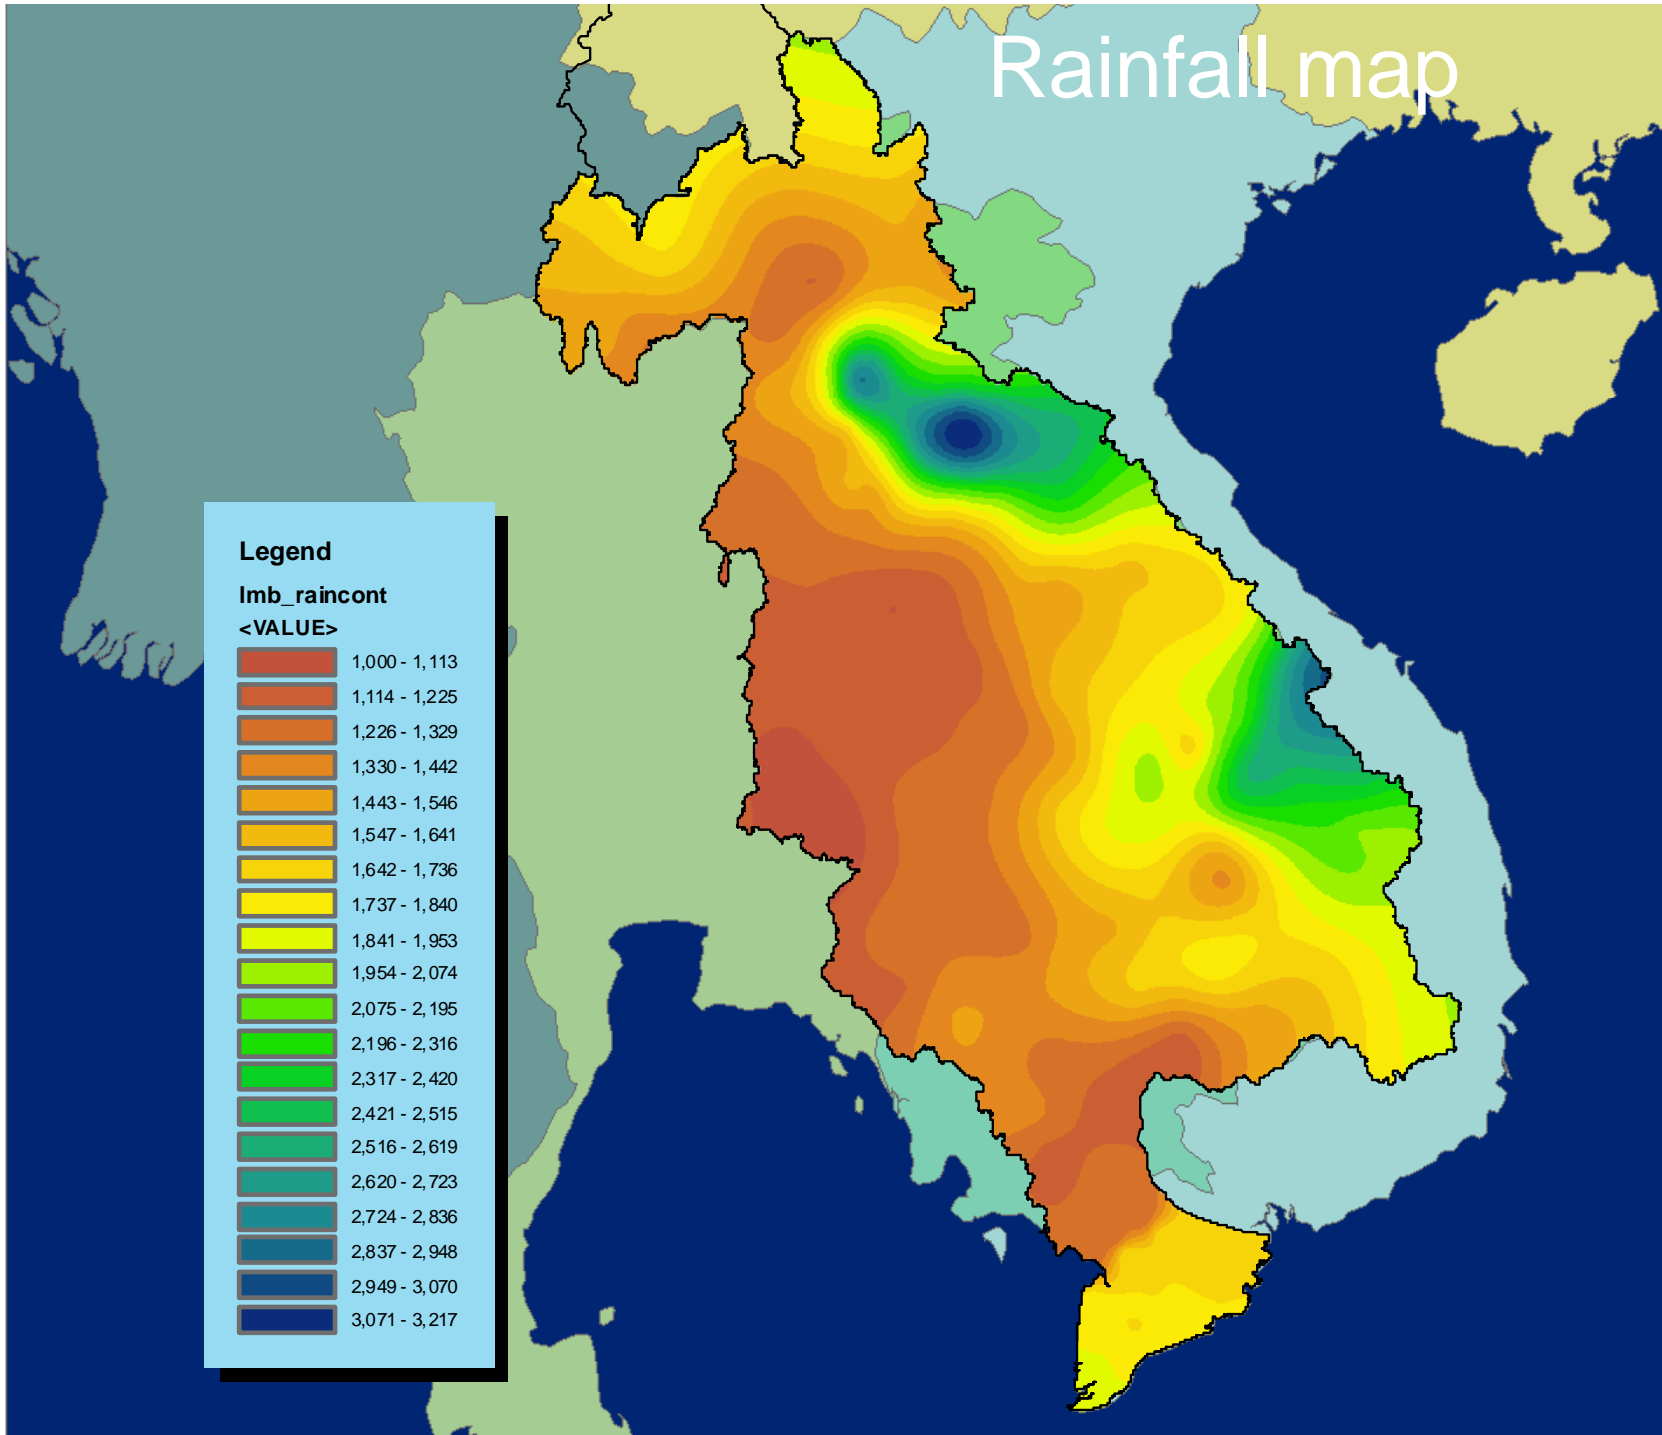 Rainfall map
Legend
lmb_raincont
<VALUE>
1,000 - 1,113
1,114 - 1,225
1,226 - 1,329
1,330 - 1,442
1,443 - 1,546
1,547 - 1,641
1,642 - 1,736
1,737 - 1,840
1,841 - 1,953
1,954 - 2,074
2,075 - 2,195
2,196 - 2,316
2,317 - 2,420
2,421 - 2,515
2,516 - 2,619
2,620 - 2,723
2,724 - 2,836
2,837 - 2,948
2,949 - 3,070
3,071 - 3,217